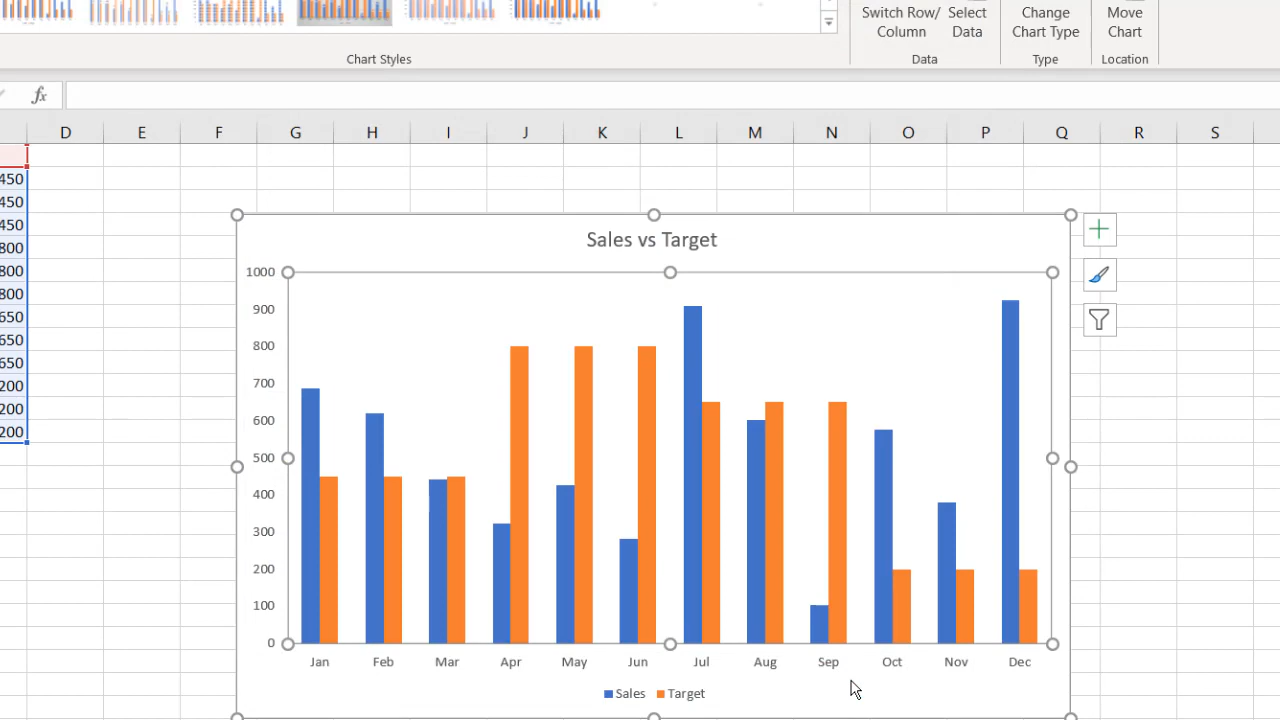 Switch Row/ Column
Select Data
Change Chart Type
Move Chart
Chart Styles
Data
Type
Location
fx
D E F G H I J K L M N O P Q R S
450
450
450
800
800
800
650
650
650
200
200
200
Sales vs Target
1000
900
800
700
600
500
400
300
200
100
0
Jan Feb Mar Apr May Jun Jul Aug Sep Oct Nov Dec
Sales Target